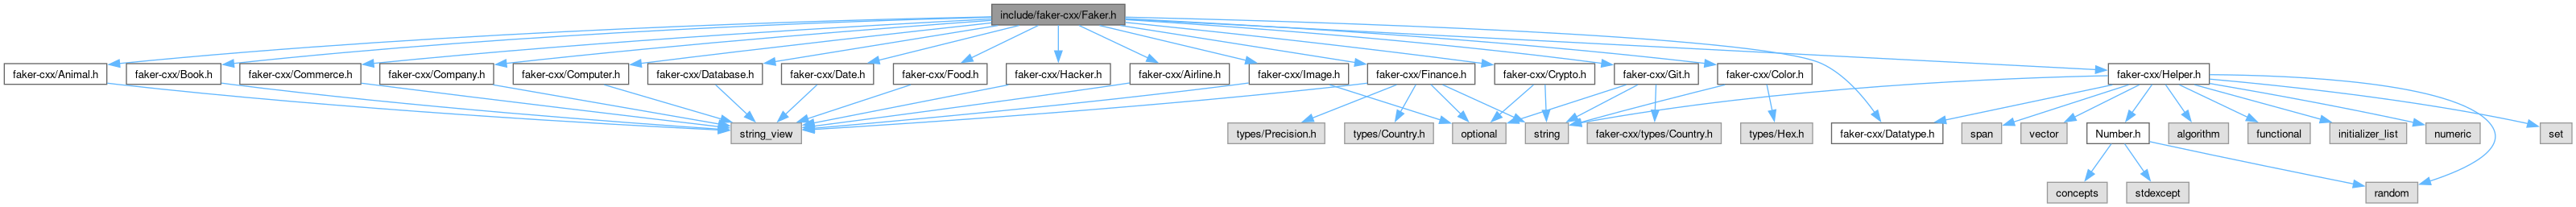 include/faker-cxx/Faker.h
faker-cxx/Animal.h
faker-cxx/Book.h
faker-cxx/Commerce.h
faker-cxx/Company.h
faker-cxx/Computer.h
faker-cxx/Database.h
faker-cxx/Date.h
faker-cxx/Food.h
faker-cxx/Hacker.h
faker-cxx/Airline.h
faker-cxx/Image.h
faker-cxx/Finance.h
faker-cxx/Crypto.h
faker-cxx/Git.h
faker-cxx/Color.h
faker-cxx/Helper.h
string_view
types/Precision.h
types/Country.h
optional
string
faker-cxx/types/Country.h
types/Hex.h
faker-cxx/Datatype.h
span
vector
Number.h
algorithm
functional
initializer_list
numeric
set
concepts
stdexcept
random